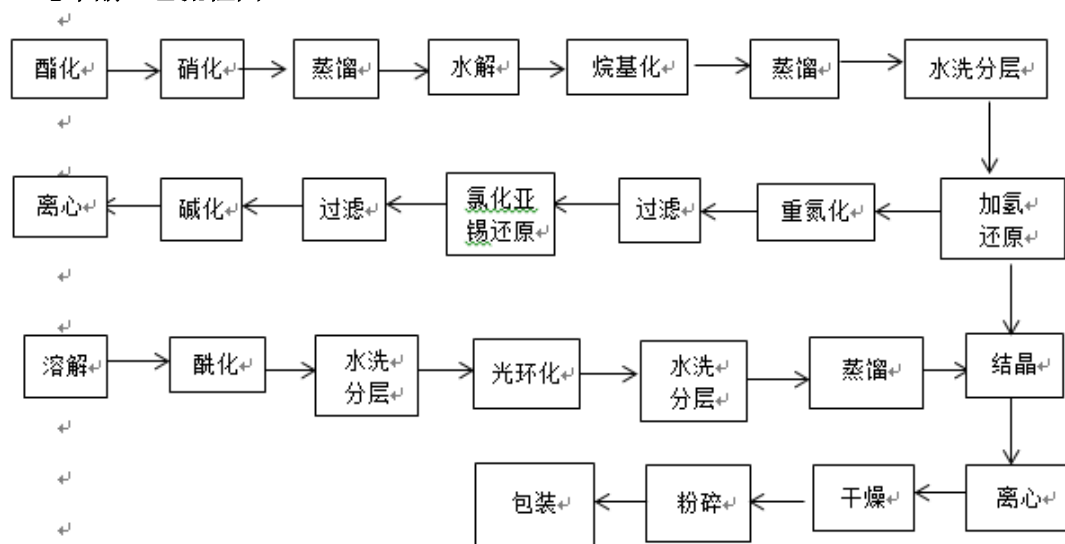 酯化
硝化
蒸馏
水解
烷基化
蒸馏
水洗分层
离心
碱化
过滤
氯化亚
锡还原
过滤
重氮化
加氢
还原
溶解
酰化
水洗
分层
光环化
水洗
分层
蒸馏
结晶
包装
粉碎
干燥
离心